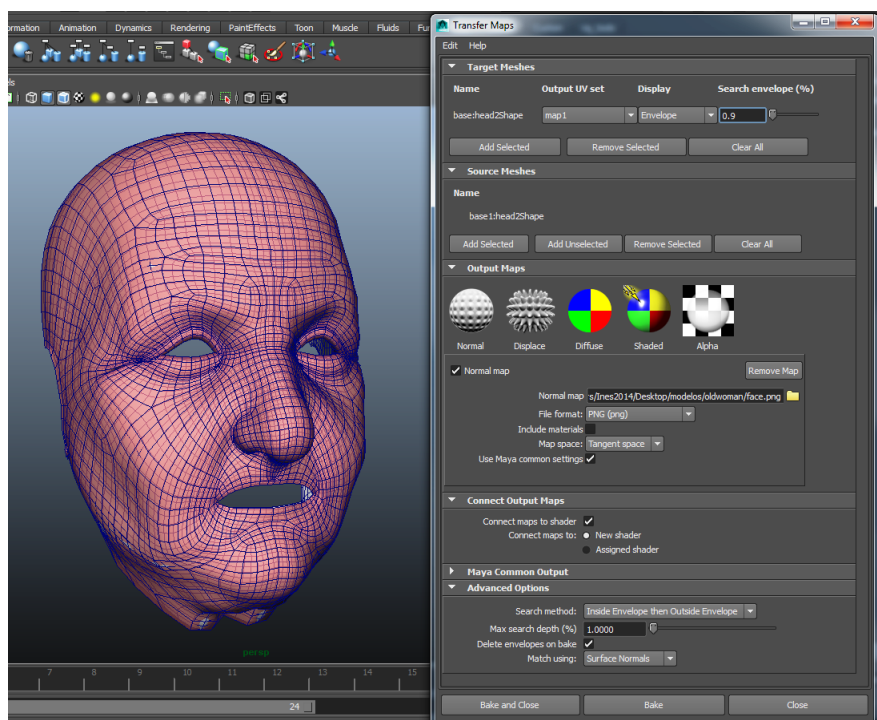 Animation Dynamics Rendering PaintEffects Toon Muscle Fluids
Transfer Maps
Edit Help
Target Meshes
Name Output UV set Display Search envelope (%)
base:head2Shape map1 Envelope 0.9
Add Selected Remove Selected Clear All
Source Meshes
Name
base1:head2Shape
Add Selected Add Unselected Remove Selected Clear All
Output Maps
Normal Displace Diffuse Shaded Alpha
Normal map Remove Map
Normal map s/Ines2014/Desktop/modelos/oldwoman/face.png
File format: PNG (png)
Include materials
Map space: Tangent space
Use Maya common settings
Connect Output Maps
Connect maps to shader
Connect maps to: New shader
Assigned shader
Maya Common Output
Advanced Options
Search method: Inside Envelope then Outside Envelope
Max search depth (%) 1.0000
Delete envelopes on bake
Match using: Surface Normals
persp
7 8 9 10 11 12 13 14 15
24
Bake and Close Bake Close